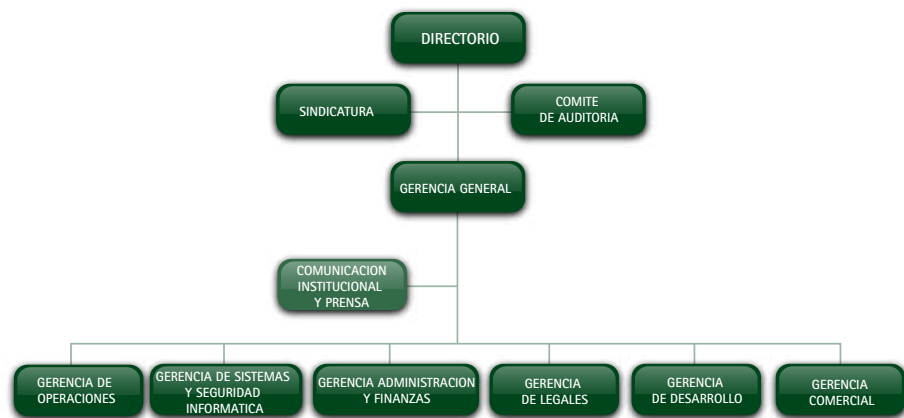 DIRECTORIO
SINDICATURA
COMITE
DE AUDITORIA
GERENCIA GENERAL
COMUNICACION
INSTITUCIONAL
Y PRENSA
GERENCIA DE
OPERACIONES
GERENCIA DE SISTEMAS
Y SEGURIDAD
INFORMATICA
GERENCIA ADMINISTRACION
Y FINANZAS
GERENCIA
DE LEGALES
GERENCIA
DE DESARROLLO
GERENCIA
COMERCIAL